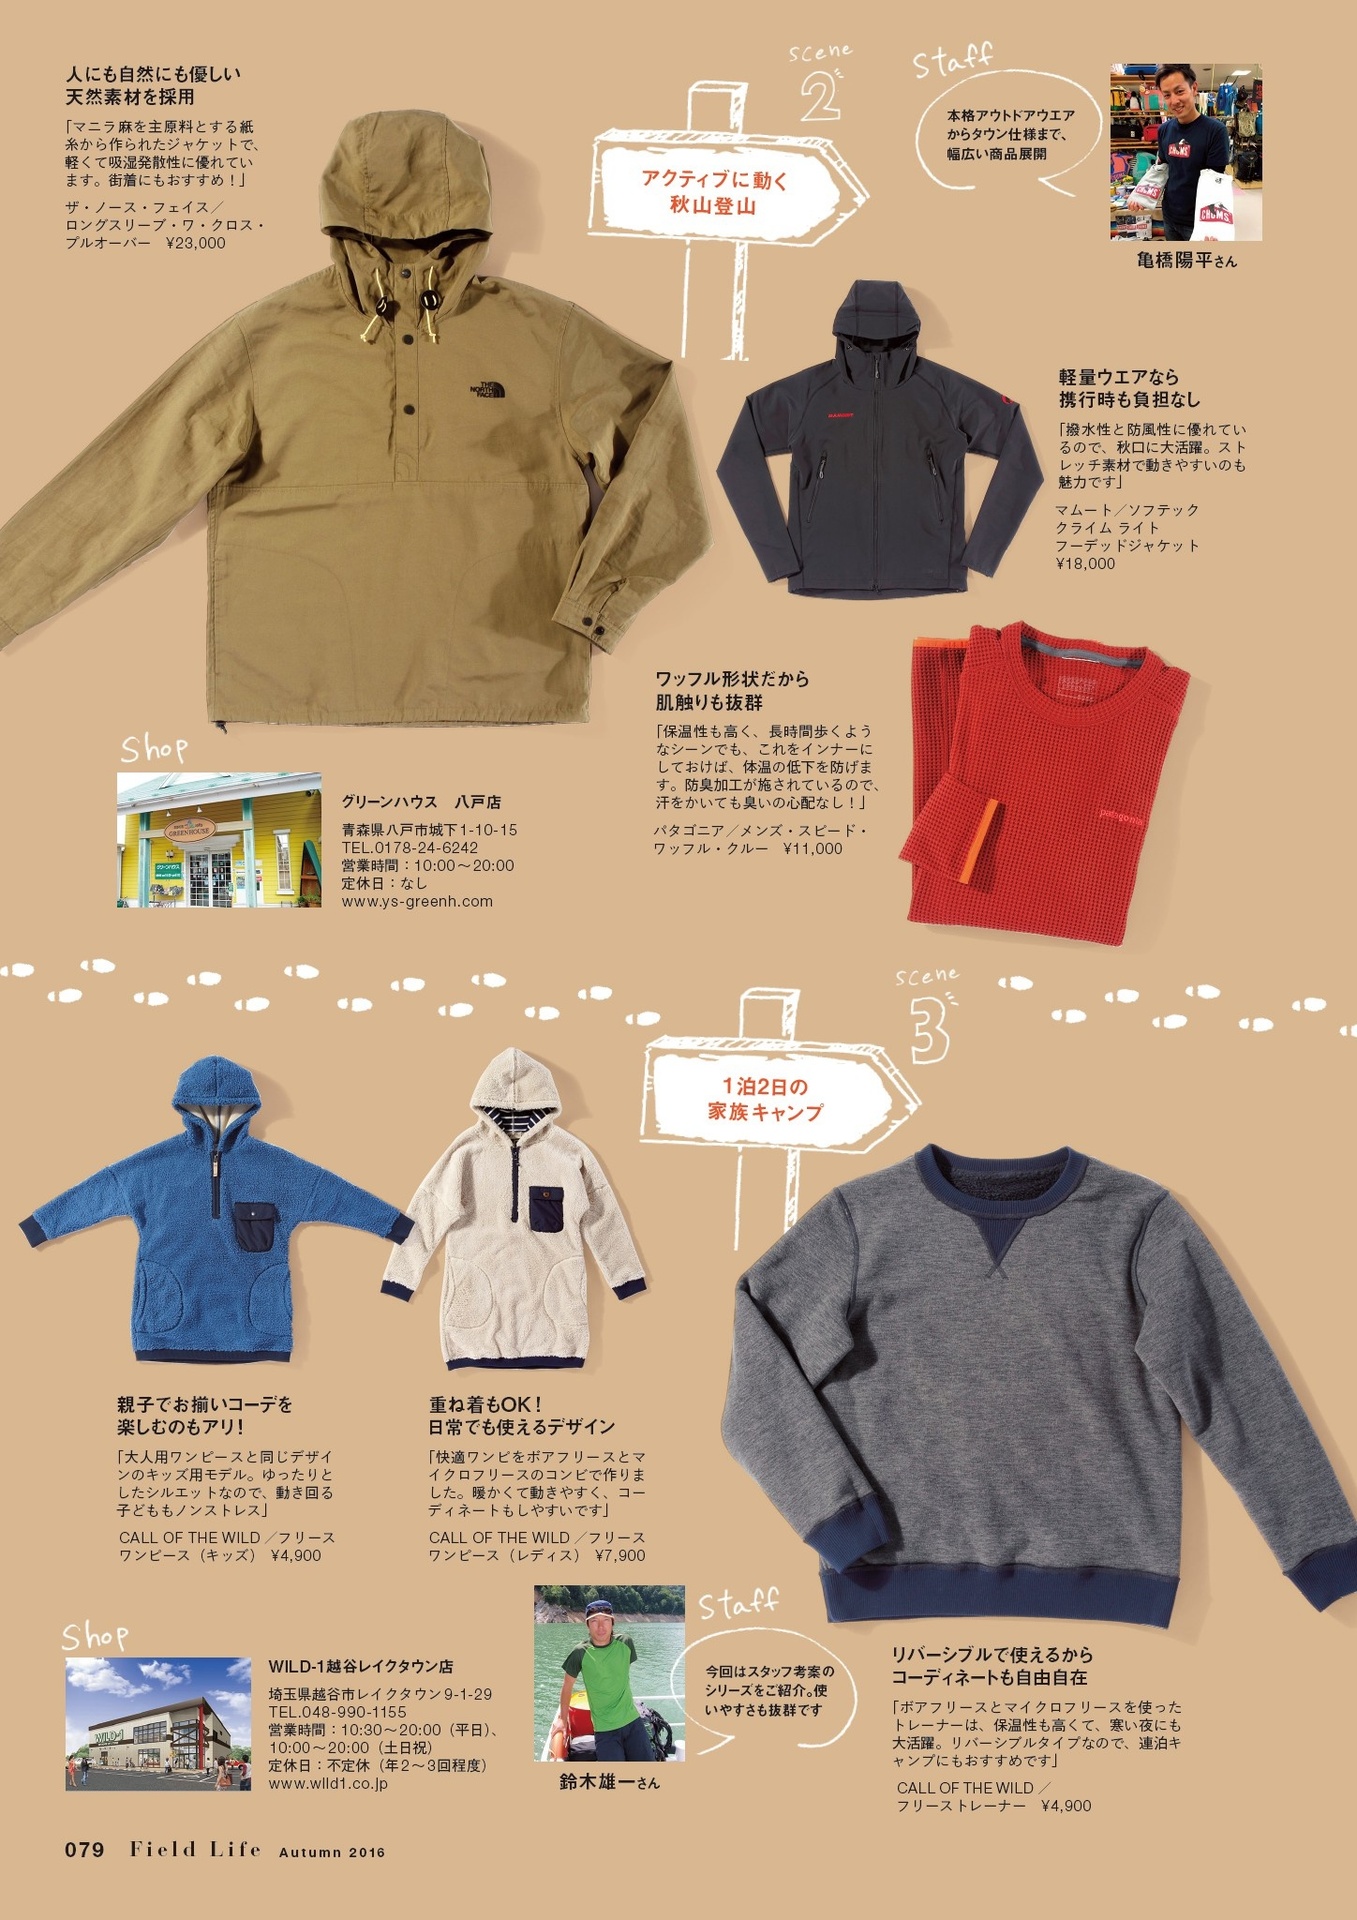 人にも自然にも優しい
天然素材を採用
「マニラ麻を主原料とする紙
糸から作られたジャケットで、
軽くて吸湿発散性に優れてい
ます。街着にもおすすめ！」
ザ・ノース・フェイス／
ロングスリーブ・ワ・クロス・
プルオーバー　¥23,000
THE
NORTH
FACE
scene
2
アクティブに動く
秋山登山
Staff
本格アウトドアウエア
からタウン仕様まで、
幅広い商品展開
CHUMS
CHUMS
亀橋陽平さん
MAMMUT
軽量ウエアなら
携行時も負担なし
「撥水性と防風性に優れてい
るので、秋口に大活躍。スト
レッチ素材で動きやすいのも
魅力です」
マムート／ソフテック
クライム ライト
フーデッドジャケット
¥18,000
ワッフル形状だから
肌触りも抜群
「保温性も高く、長時間歩くよう
なシーンでも、これをインナーに
しておけば、体温の低下を防げま
す。防臭加工が施されているので、
汗をかいても臭いの心配なし！」
パタゴニア／メンズ・スピード・
ワッフル・クルー　¥11,000
patagonia
Shop
GREENHOUSE
グリーンハウス
グリーンハウス　八戸店
青森県八戸市城下1-10-15
TEL.0178-24-6242
営業時間：10:00～20:00
定休日：なし
www.ys-greenh.com
scene
3
1泊2日の
家族キャンプ
親子でお揃いコーデを
楽しむのもアリ！
「大人用ワンピースと同じデザイ
ンのキッズ用モデル。ゆったりと
したシルエットなので、動き回る
子どももノンストレス」
CALL OF THE WILD ／フリース
ワンピース（キッズ）　¥4,900
重ね着もOK！
日常でも使えるデザイン
「快適ワンピをボアフリースとマ
イクロフリースのコンビで作りま
した。暖かくて動きやすく、コー
ディネートもしやすいです」
CALL OF THE WILD ／フリース
ワンピース（レディス）　¥7,900
Shop
WILD-1
WILD-1越谷レイクタウン店
埼玉県越谷市レイクタウン9-1-29
TEL.048-990-1155
営業時間：10:30～20:00（平日）、
10:00～20:00（土日祝）
定休日：不定休（年2～3回程度）
www.wIld1.co.jp
Staff
今回はスタッフ考案の
シリーズをご紹介。使
いやすさも抜群です
鈴木雄一さん
リバーシブルで使えるから
コーディネートも自由自在
「ボアフリースとマイクロフリースを使った
トレーナーは、保温性も高くて、寒い夜にも
大活躍。リバーシブルタイプなので、連泊キ
ャンプにもおすすめです」
CALL OF THE WILD ／
フリーストレーナー　¥4,900
079 Field Life Autumn 2016